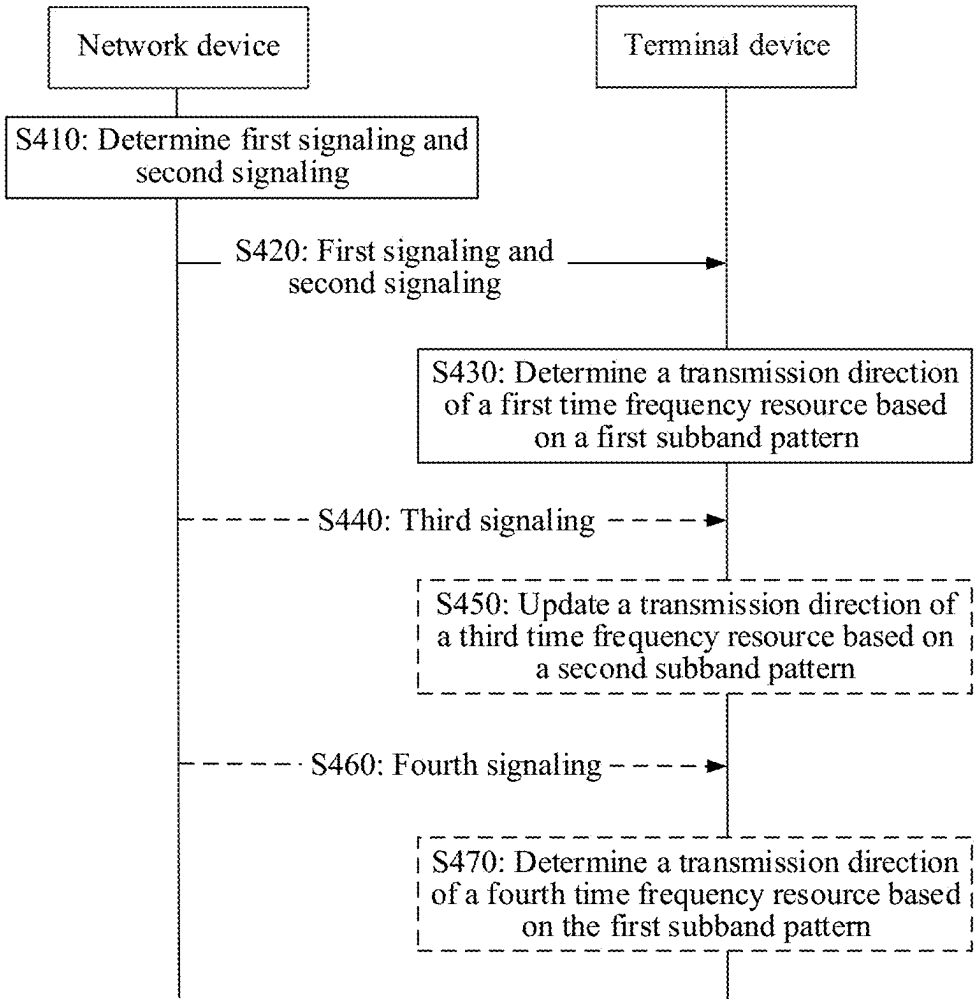 Network device
Terminal device
S410: Determine first signaling and
second signaling
S420: First signaling and
second signaling
S430: Determine a transmission direction
of a first time frequency resource based
on a first subband pattern
S440: Third signaling
S450: Update a transmission direction of
a third time frequency resource based on
a second subband pattern
S460: Fourth signaling
S470: Determine a transmission direction
of a fourth time frequency resource based
on the first subband pattern